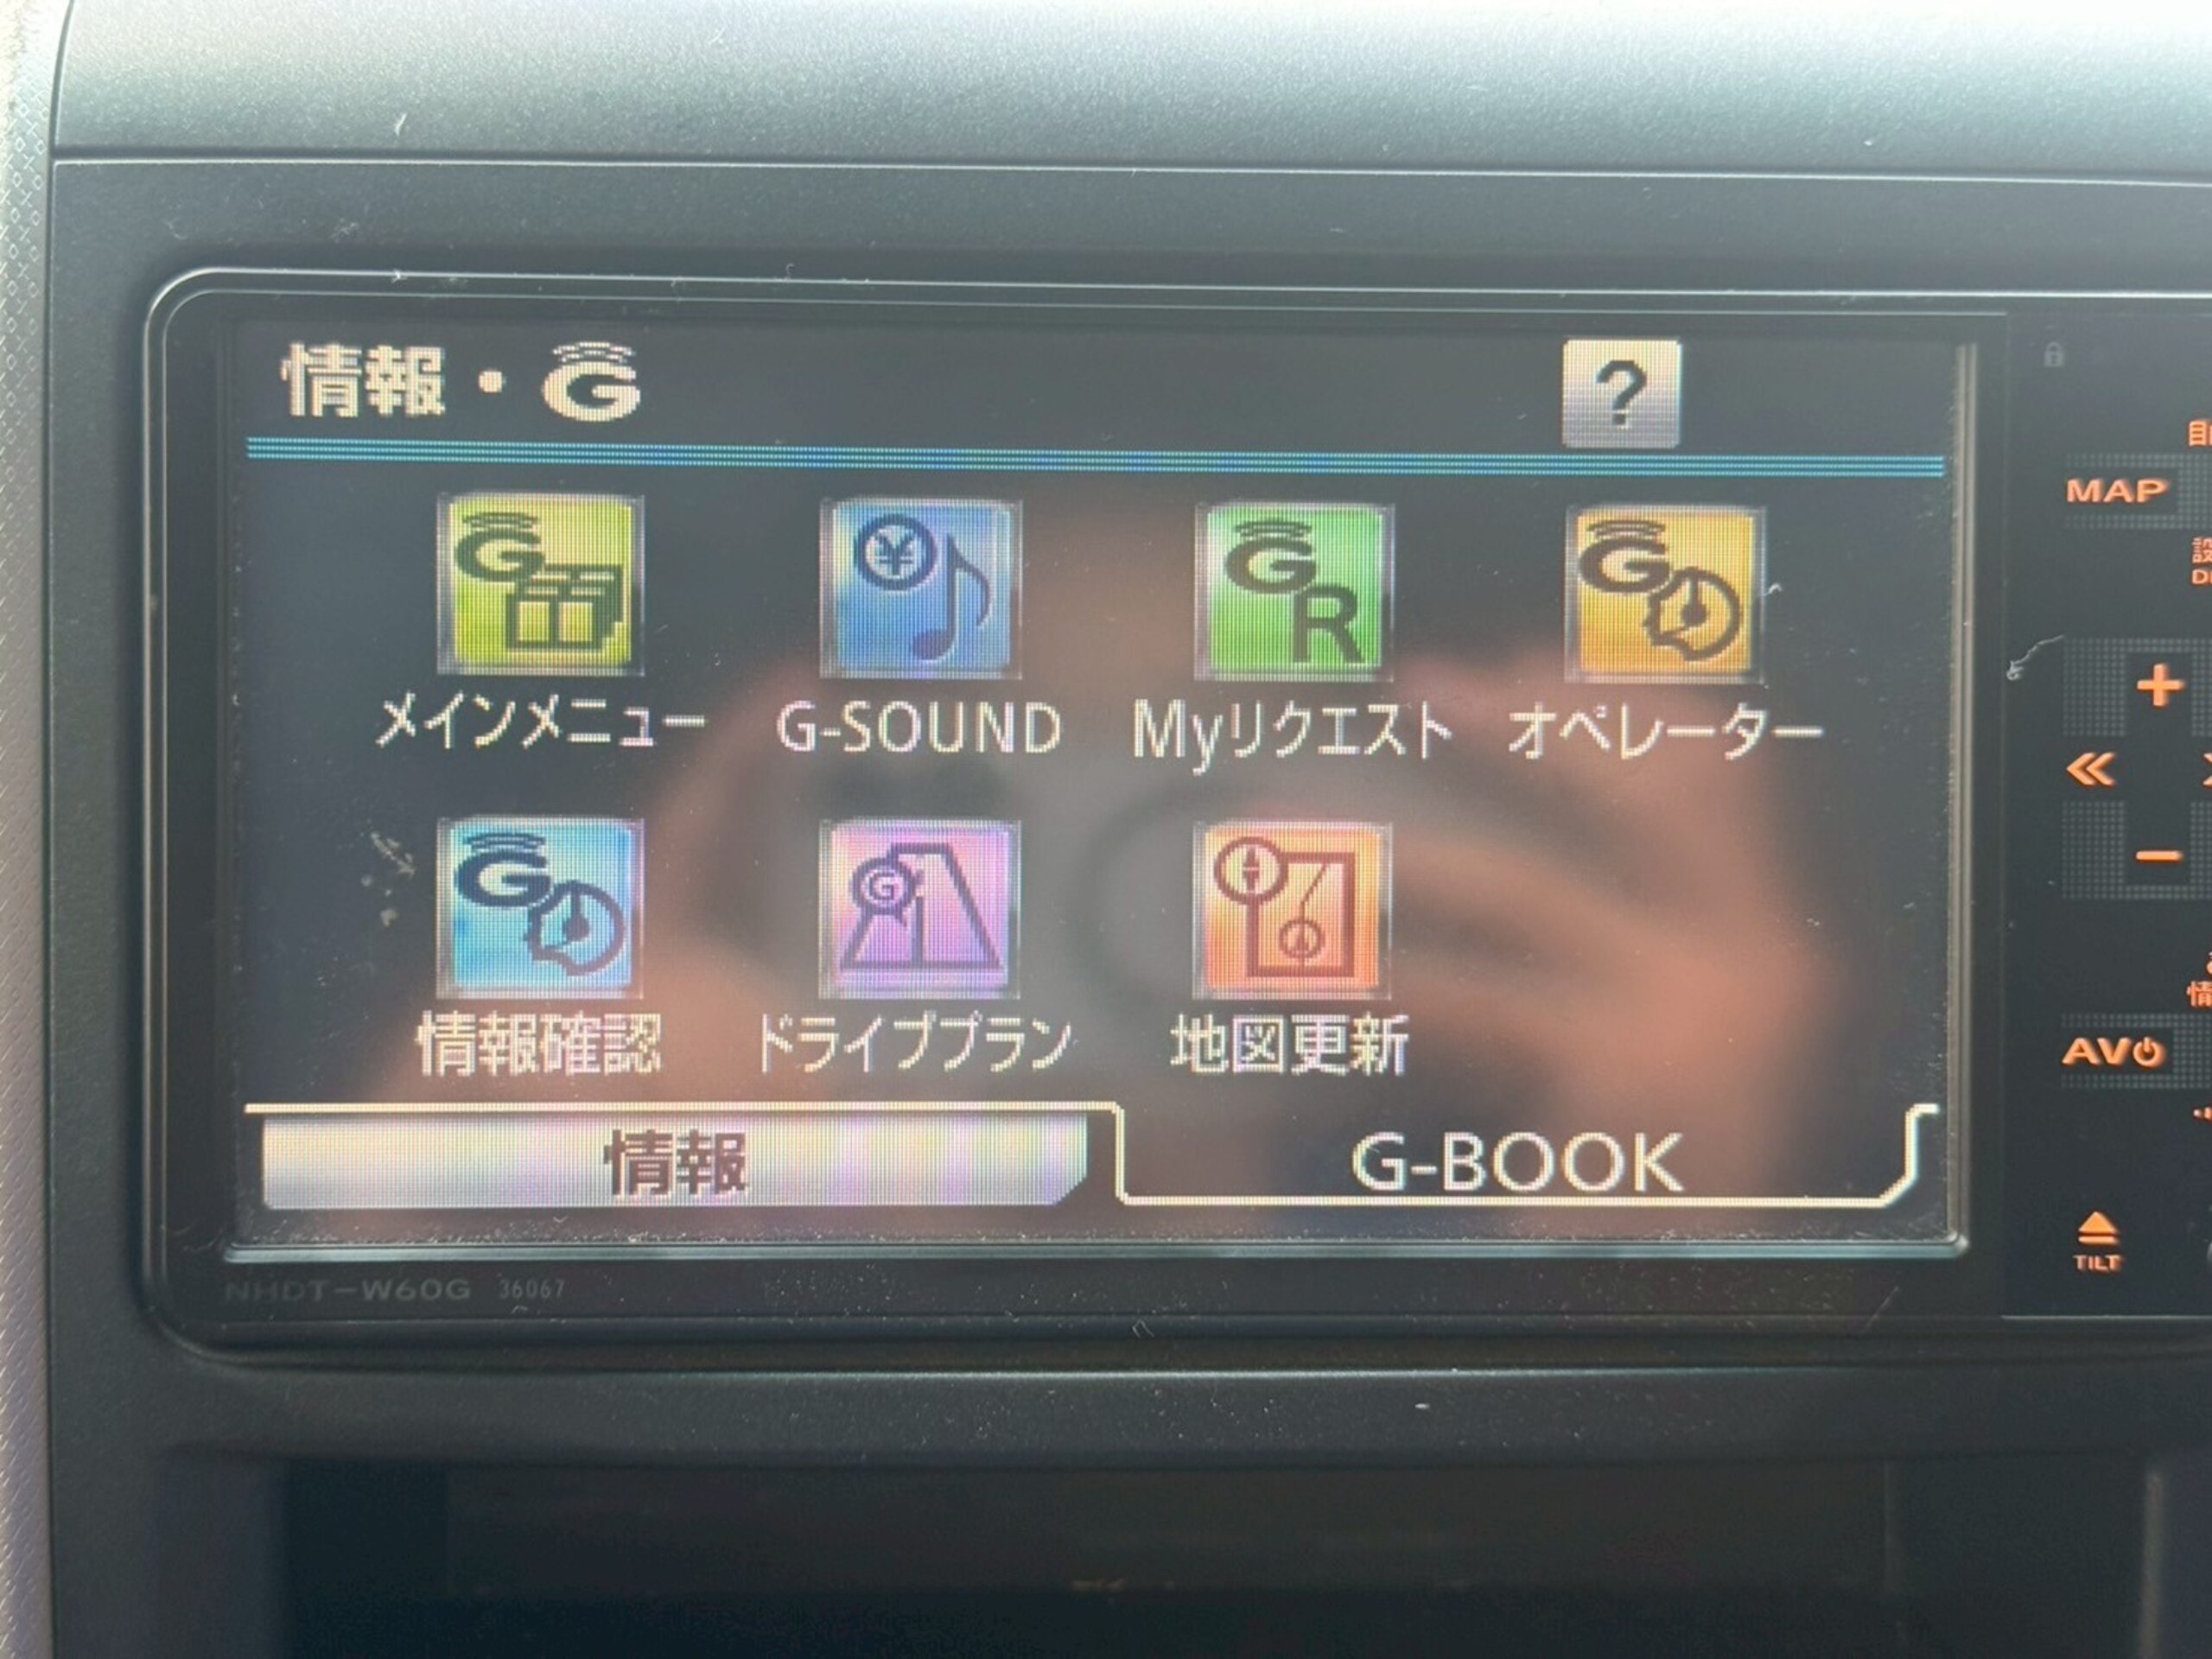 情報・G
?
メインメニュー G-SOUND Myリクエスト オペレーター
情報確認 ドライブプラン 地図更新
情報 G-BOOK
NHDT-W60G 36067
MAP
+
−
AV
TILT